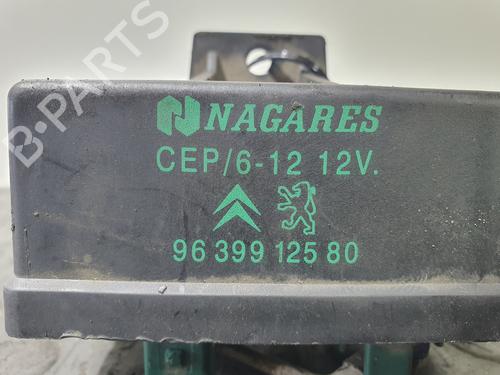 NAGARES
CEP/6-12 12V.
96 399 125 80
B-PARTS